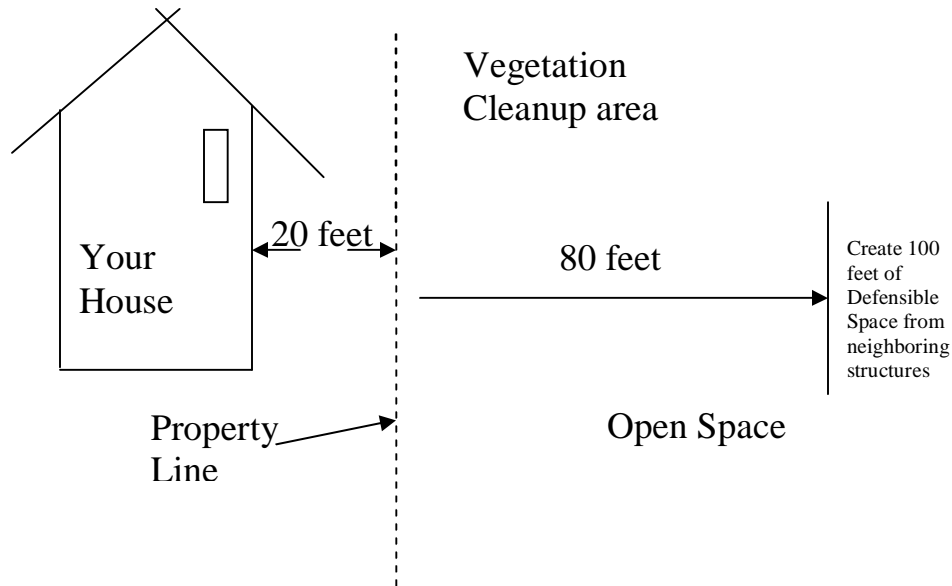 Vegetation
Cleanup area
20 feet
Your
House
80 feet
Create 100
feet of
Defensible
Space from
neighboring
structures
Property
Line
Open Space